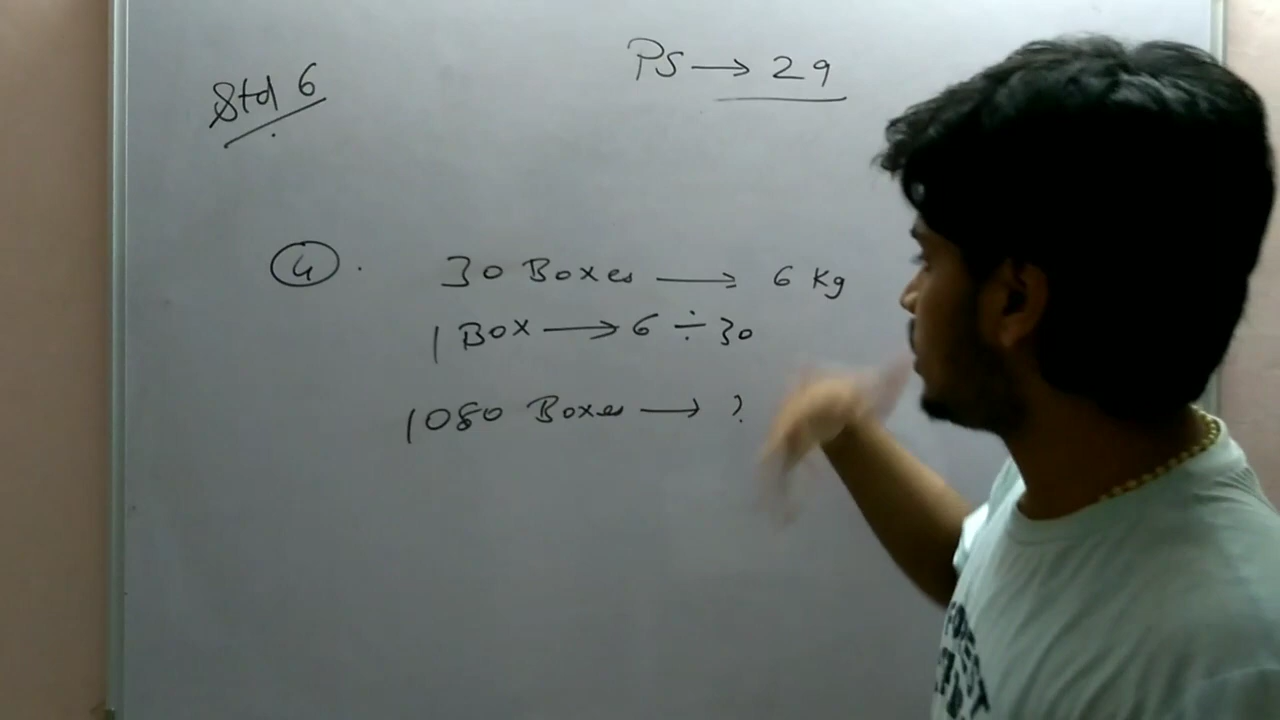 Std 6
PS → 29
4.
30 Boxes → 6 Kg
1 Box → 6 ÷ 30
1080 Boxes → ?